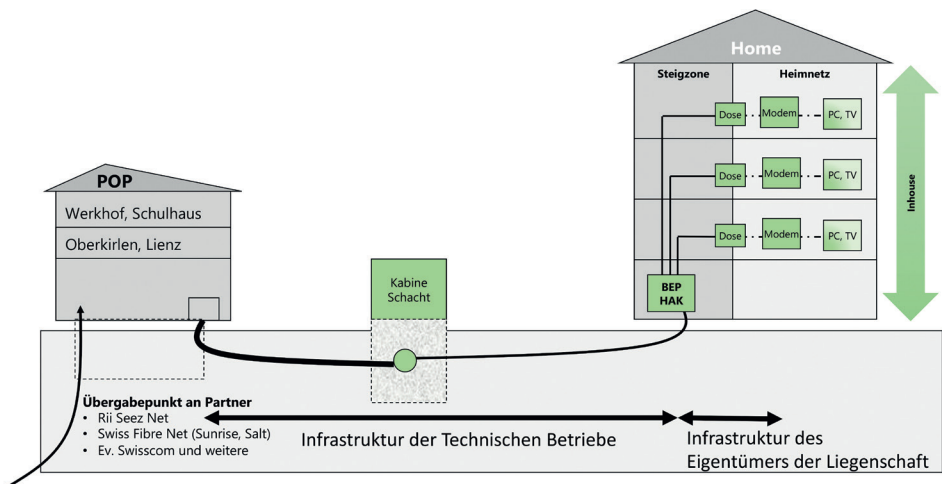 Home
Steigzone
Heimnetz
Dose
Modem
PC, TV
Dose
Modem
PC, TV
Dose
Modem
PC, TV
BEP
HAK
Inhouse
POP
Werkhof, Schulhaus
Oberkirlen, Lienz
Kabine
Schacht
Übergabepunkt an Partner
• Rii Seez Net
• Swiss Fibre Net (Sunrise, Salt)
• Ev. Swisscom und weitere
Infrastruktur der Technischen Betriebe
Infrastruktur des
Eigentümers der Liegenschaft